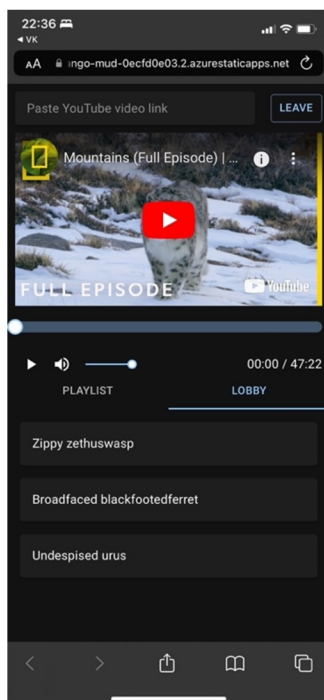 22:36
◀ VK
AA ngo-mud-0ecfd0e03.2.azurestaticapps.net
Paste YouTube video link
LEAVE
Mountains (Full Episode) | ...
FULL EPISODE
YouTube
00:00 / 47:22
PLAYLIST
LOBBY
Zippy zethuswasp
Broadfaced blackfootedferret
Undespised urus